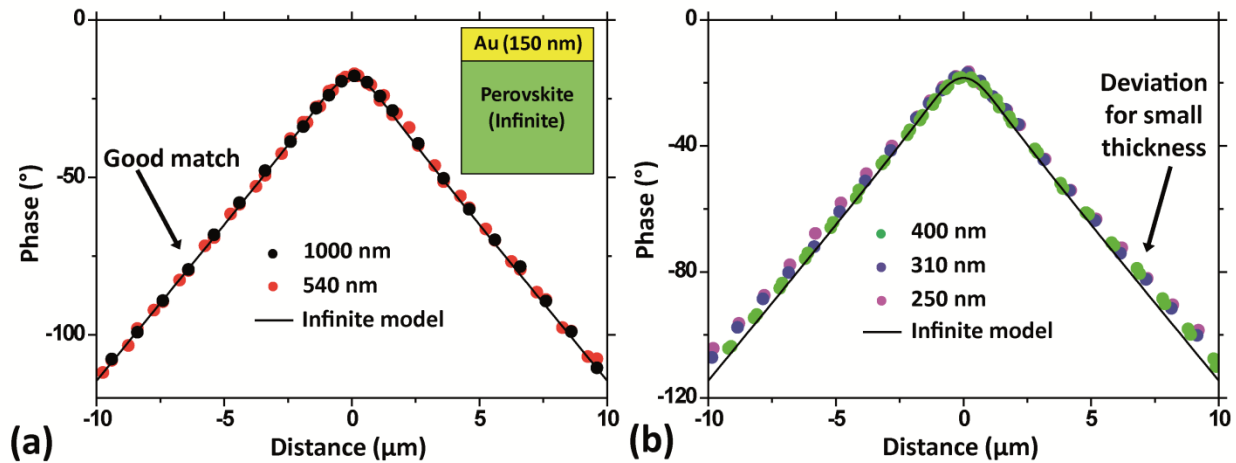 0
-50
-100
Phase (°)
Au (150 nm)
Perovskite
(Infinite)
Good match
1000 nm
540 nm
Infinite model
-10
-5
0
5
10
Distance (µm)
(a)
0
-40
-80
-120
Phase (°)
Deviation
for small
thickness
400 nm
310 nm
250 nm
Infinite model
-10
-5
0
5
10
Distance (µm)
(b)